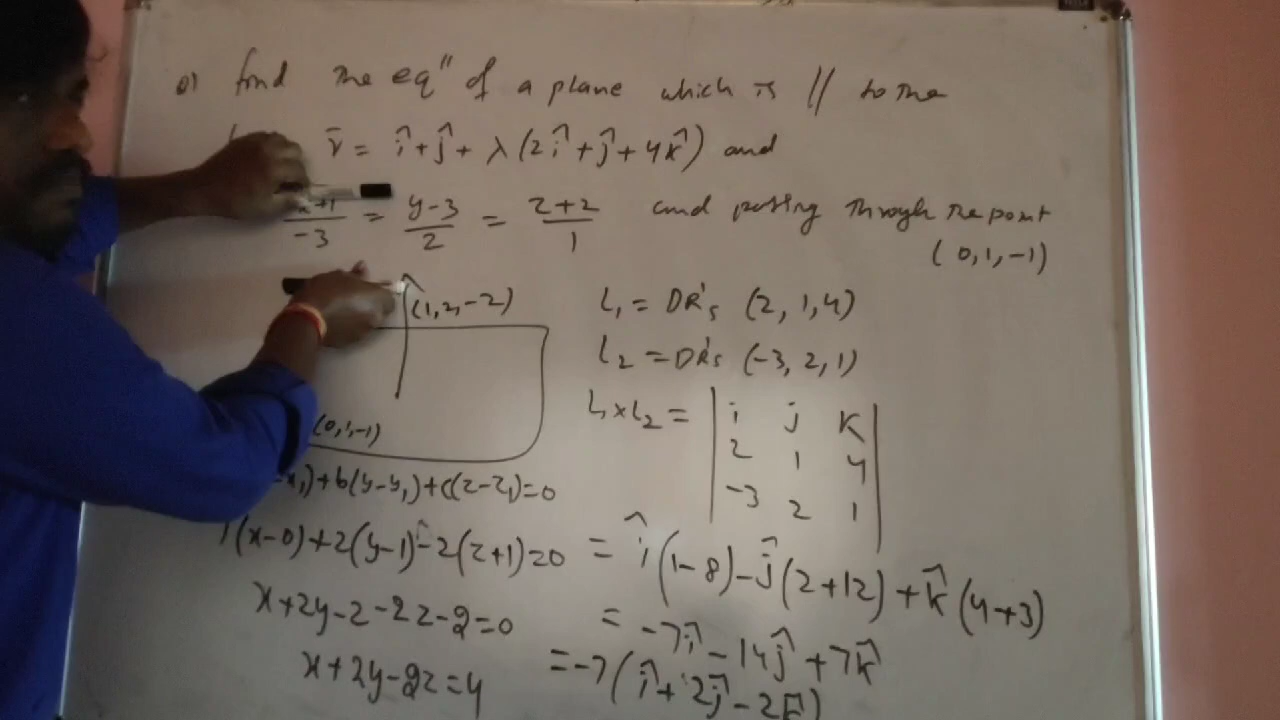 Q) find the eqⁿ of a plane which is // to the
r̄ = î + ĵ + λ (2î + ĵ + 4k̂) and
x+1/-3 = y-3/2 = z+2/1 and passing through the point
(0,1,-1)
(1,2,-2)
(0,1,-1)
x₁)+b(y-y₁)+c(z-z₁)=0
1(x-0)+2(y-1)-2(z+1)=0
x+2y-2-2z-2=0
x+2y-2z=4
L₁ = DR's (2, 1, 4)
L₂ = DR's (-3, 2, 1)
L₁×L₂ = | i j k |
| 2 1 4 |
| -3 2 1 |
= î(1-8)-ĵ(2+12)+k̂(4+3)
= -7î - 14ĵ + 7k̂
= -7(î + 2ĵ - 2k̂)